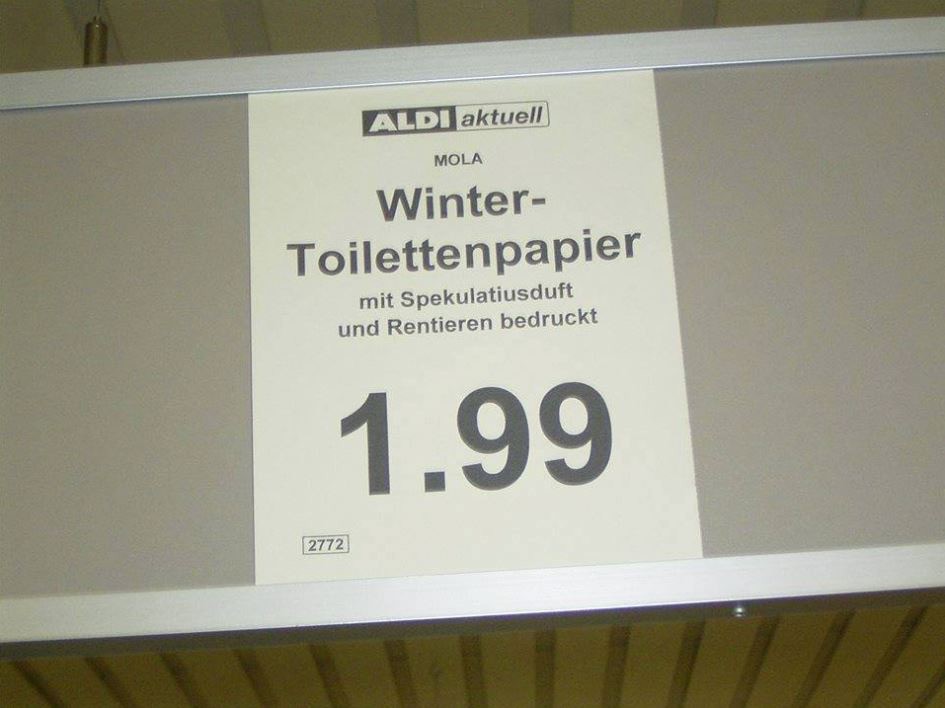 ALDI aktuell
MOLA
Winter-
Toilettenpapier
mit Spekulatiusduft
und Rentieren bedruckt
1.99
2772